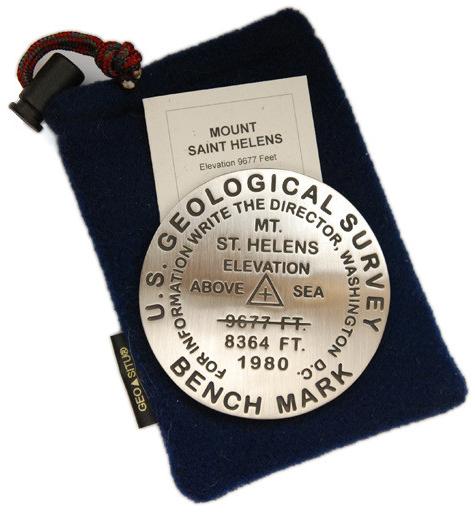 MOUNT
SAINT HELENS
Elevation 9677 Feet
U.S. GEOLOGICAL SURVEY
FOR INFORMATION WRITE THE DIRECTOR, WASHINGTON D.C.
MT.
ST. HELENS
ELEVATION
ABOVE SEA
9677 FT.
8364 FT.
1980
BENCH MARK
GEO▲SITU®